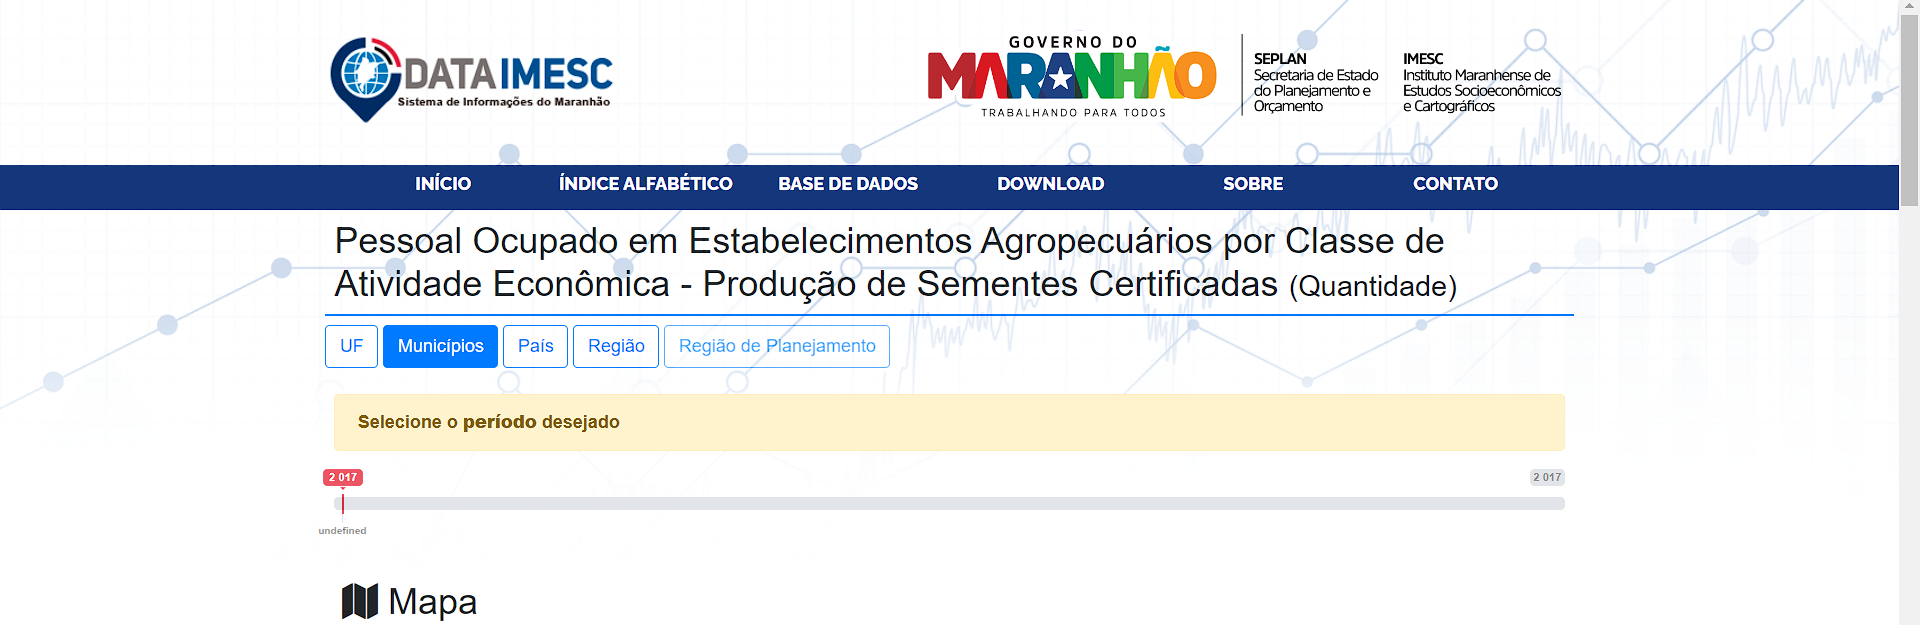 DATA IMESC
Sistema de Informações do Maranhão
GOVERNO DO
MARANHÃO
TRABALHANDO PARA TODOS
SEPLAN
Secretaria de Estado
do Planejamento e
Orçamento
IMESC
Instituto Maranhense de
Estudos Socioeconômicos
e Cartográficos
INÍCIO ÍNDICE ALFABÉTICO BASE DE DADOS DOWNLOAD SOBRE CONTATO
Pessoal Ocupado em Estabelecimentos Agropecuários por Classe de
Atividade Econômica - Produção de Sementes Certificadas (Quantidade)
UF Municípios País Região Região de Planejamento
Selecione o período desejado
2 017 2 017
undefined
Mapa